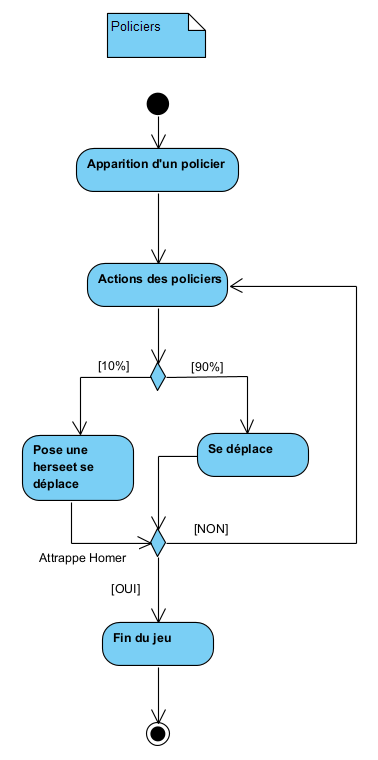 Policiers
Apparition d'un policier
Actions des policiers
[10%]
[90%]
Pose une
herseet se
déplace
Se déplace
[NON]
Attrappe Homer
[OUI]
Fin du jeu